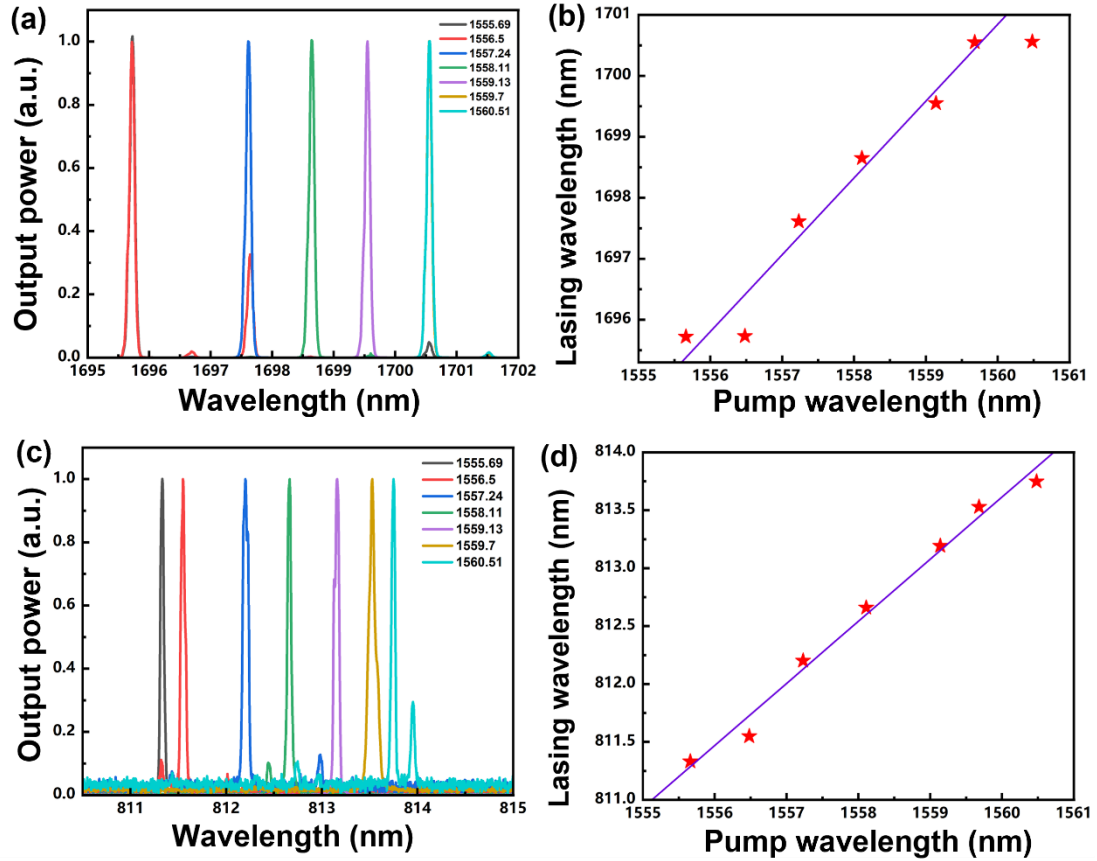 (a)
Output power (a.u.)
1.0
0.8
0.6
0.4
0.2
0.0
1555.69
1556.5
1557.24
1558.11
1559.13
1559.7
1560.51
1695 1696 1697 1698 1699 1700 1701 1702
Wavelength (nm)
(b)
Lasing wavelength (nm)
1701
1700
1699
1698
1697
1696
1555 1556 1557 1558 1559 1560 1561
Pump wavelength (nm)
(c)
Output power (a.u.)
1.0
0.8
0.6
0.4
0.2
0.0
1555.69
1556.5
1557.24
1558.11
1559.13
1559.7
1560.51
811 812 813 814 815
Wavelength (nm)
(d)
Lasing wavelength (nm)
814.0
813.5
813.0
812.5
812.0
811.5
811.0
1555 1556 1557 1558 1559 1560 1561
Pump wavelength (nm)